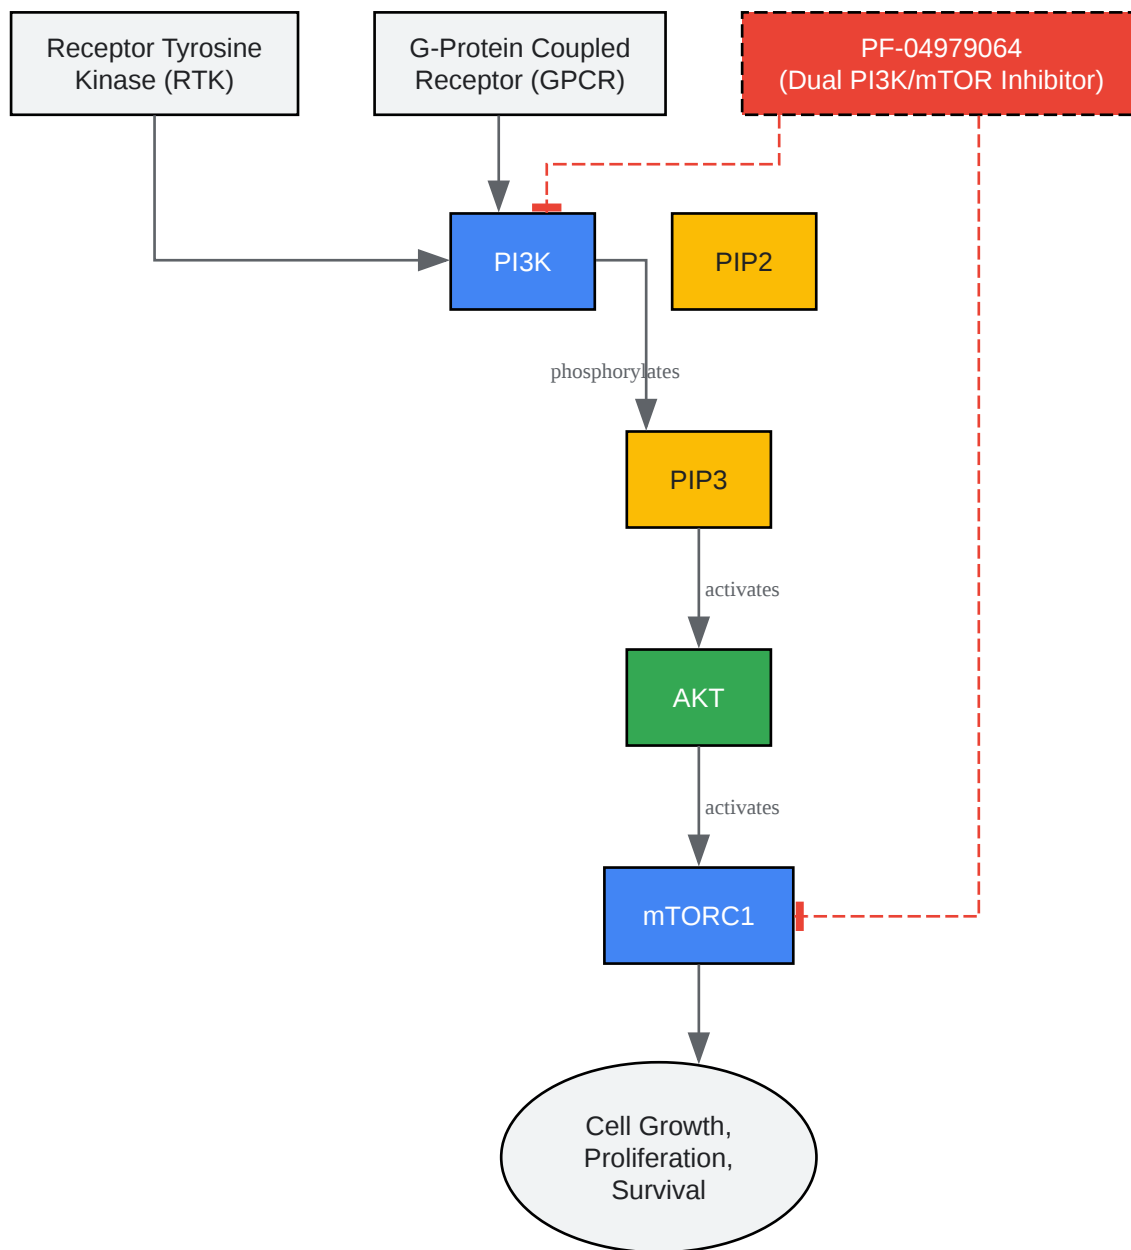 Receptor Tyrosine
Kinase (RTK)
G-Protein Coupled
Receptor (GPCR)
PF-04979064
(Dual PI3K/mTOR Inhibitor)
PI3K
PIP2
phosphorylates
PIP3
activates
AKT
activates
mTORC1
Cell Growth,
Proliferation,
Survival